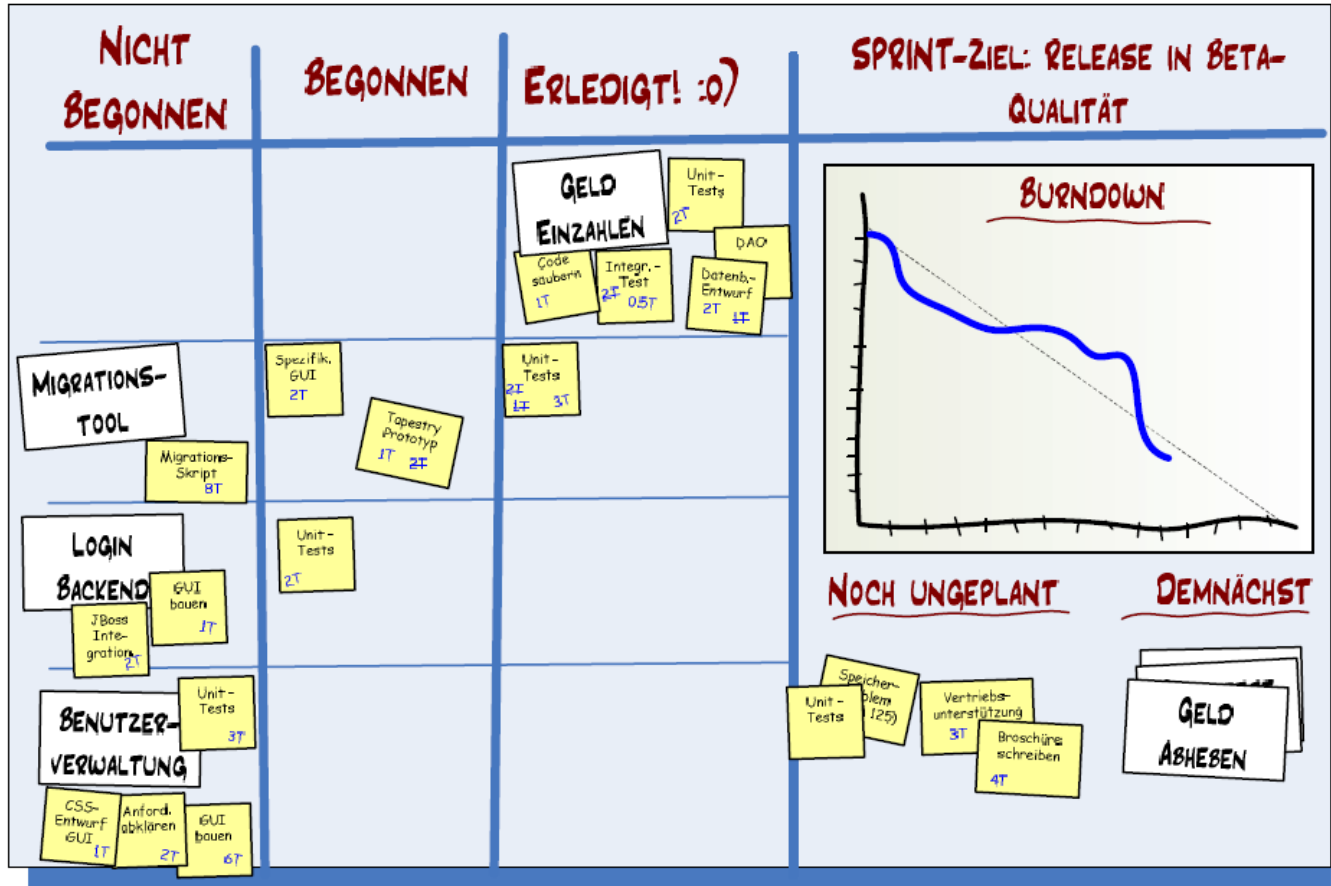 NICHT
BEGONNEN
BEGONNEN
ERLEDIGT! :o)
SPRINT-ZIEL: RELEASE IN BETA-
QUALITÄT
GELD
EINZAHLEN
Unit-
Tests
2T
DAO
Code
säubern
1T
Integr.-
Test
2T
0.5T
Datenb.-
Entwurf
2T
1T
MIGRATIONS-
TOOL
Migrations-
Skript
8T
Spezifik.
GUI
2T
Tapestry
Prototyp
1T
2T
Unit-
Tests
2T
1T
3T
LOGIN
BACKEND
GUI
bauen
1T
JBoss
Inte-
gration
2T
Unit-
Tests
2T
BENUTZER-
VERWALTUNG
Unit-
Tests
3T
CSS-
Entwurf
GUI
1T
Anford.
abklären
2T
GUI
bauen
6T
BURNDOWN
NOCH UNGEPLANT
Speicher-
125)
Unit-
Tests
Vertriebs-
unterstützung
3T
Broschüre
schreiben
4T
DEMNÄCHST
GELD
ABHEBEN